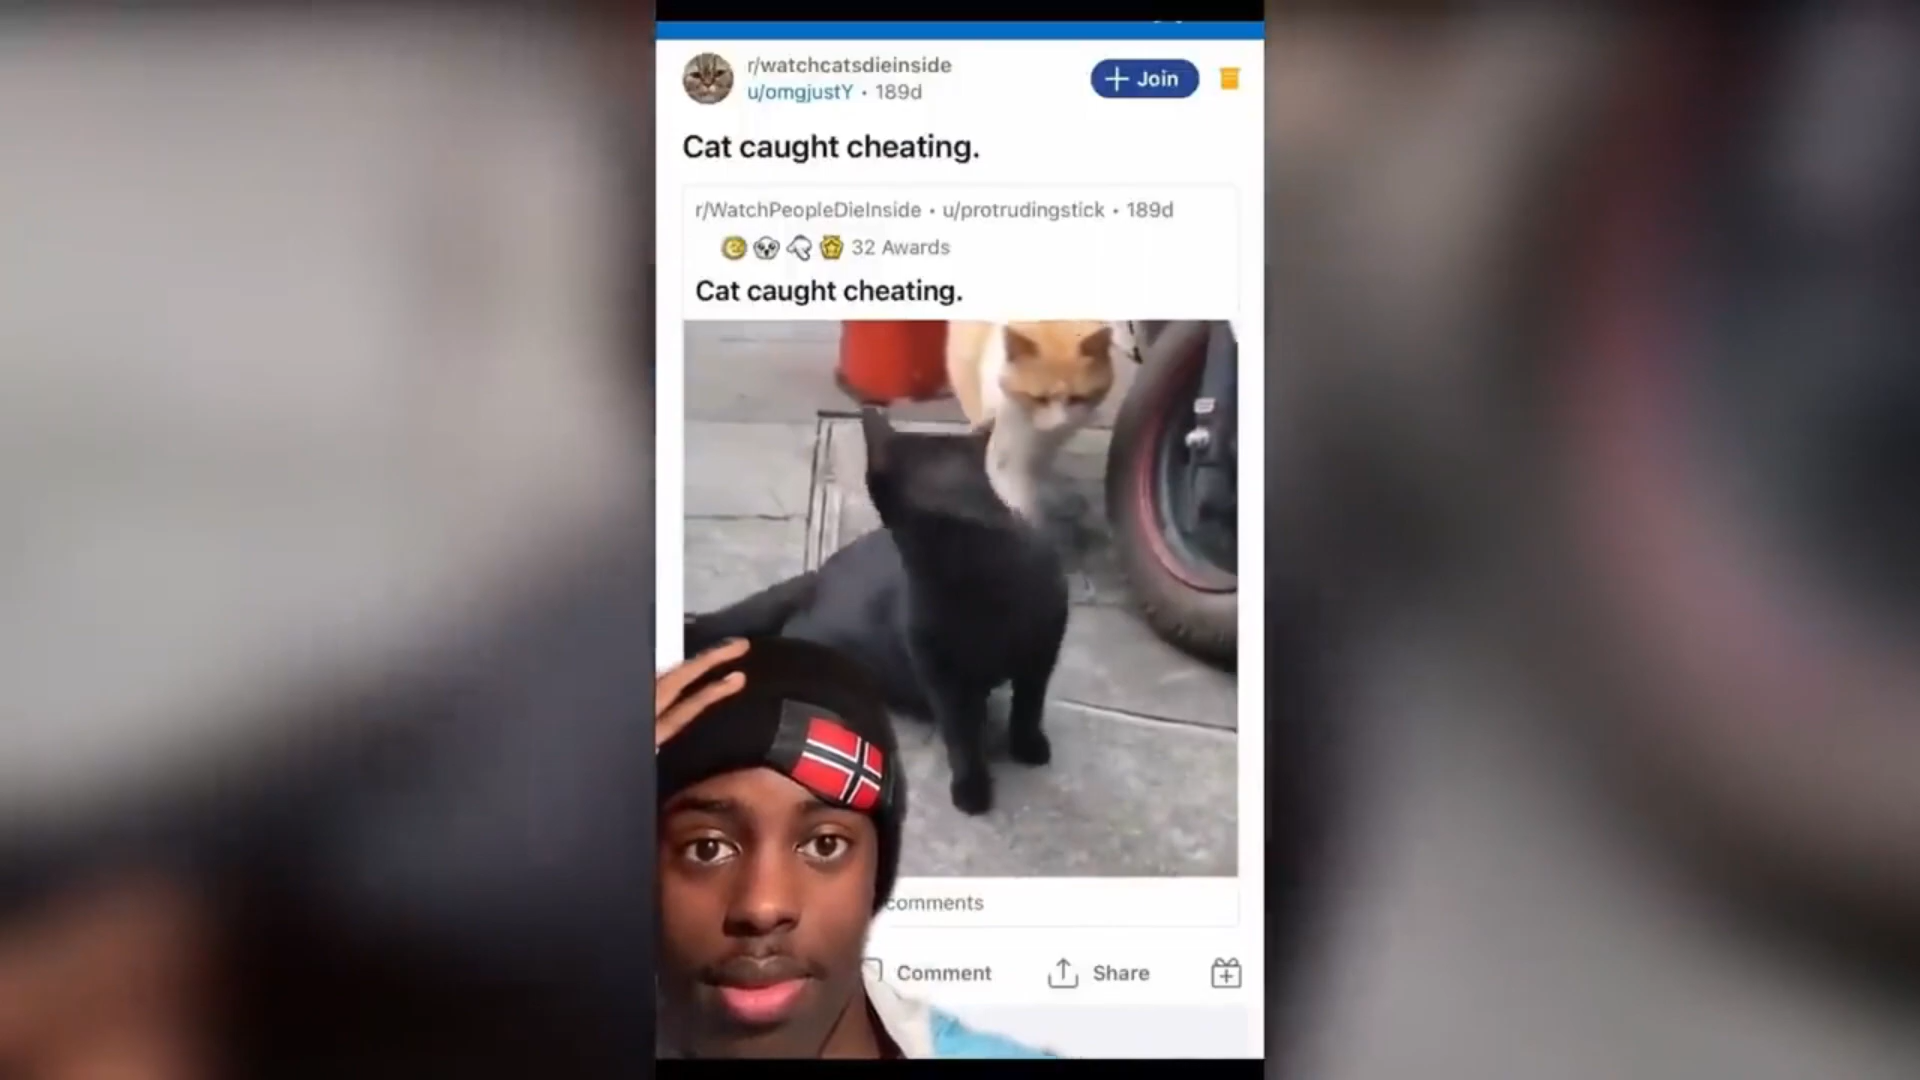 r/watchcatsdieinside
u/omgjustY • 189d
Join
Cat caught cheating.
r/WatchPeopleDieInside • u/protrudingstick • 189d
32 Awards
Cat caught cheating.
comments
Comment
Share